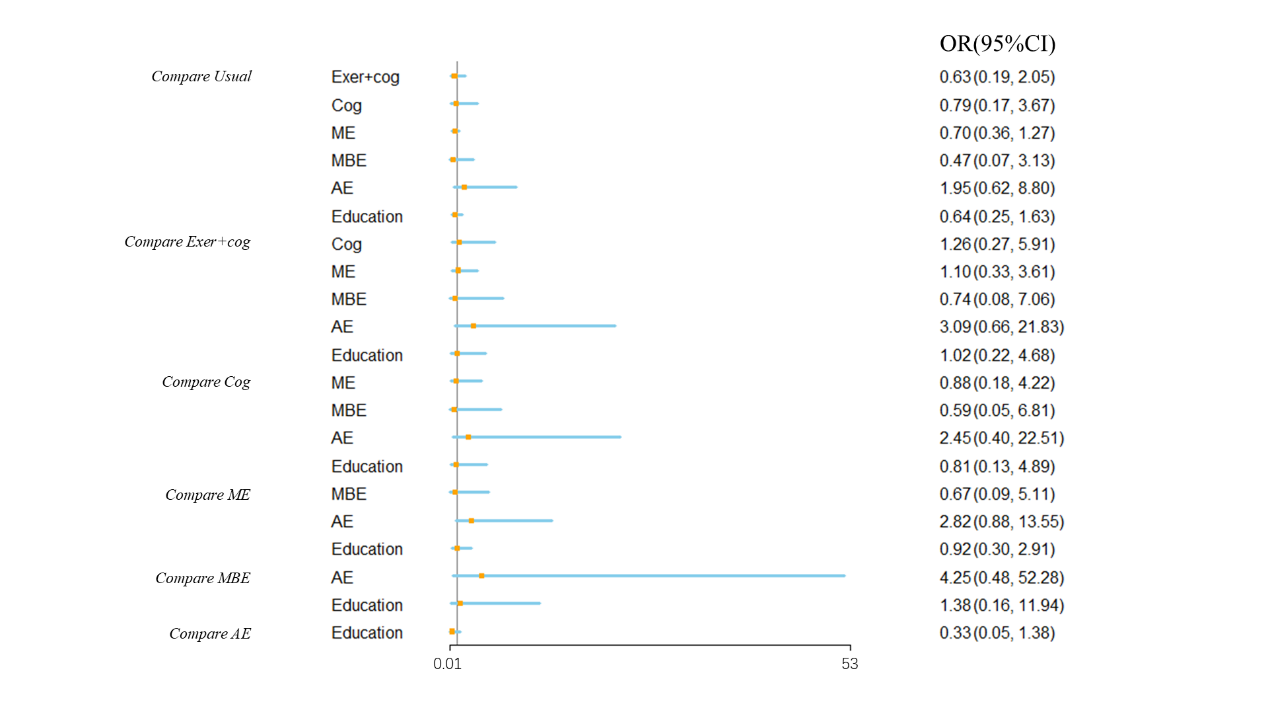 OR(95%CI)
Compare Usual Exer+cog 0.63(0.19, 2.05)
Cog 0.79(0.17, 3.67)
ME 0.70(0.36, 1.27)
MBE 0.47(0.07, 3.13)
AE 1.95(0.62, 8.80)
Education 0.64(0.25, 1.63)
Compare Exer+cog Cog 1.26(0.27, 5.91)
ME 1.10(0.33, 3.61)
MBE 0.74(0.08, 7.06)
AE 3.09(0.66, 21.83)
Education 1.02(0.22, 4.68)
Compare Cog ME 0.88(0.18, 4.22)
MBE 0.59(0.05, 6.81)
AE 2.45(0.40, 22.51)
Education 0.81(0.13, 4.89)
Compare ME MBE 0.67(0.09, 5.11)
AE 2.82(0.88, 13.55)
Education 0.92(0.30, 2.91)
Compare MBE AE 4.25(0.48, 52.28)
Education 1.38(0.16, 11.94)
Compare AE Education 0.33(0.05, 1.38)
0.01 53